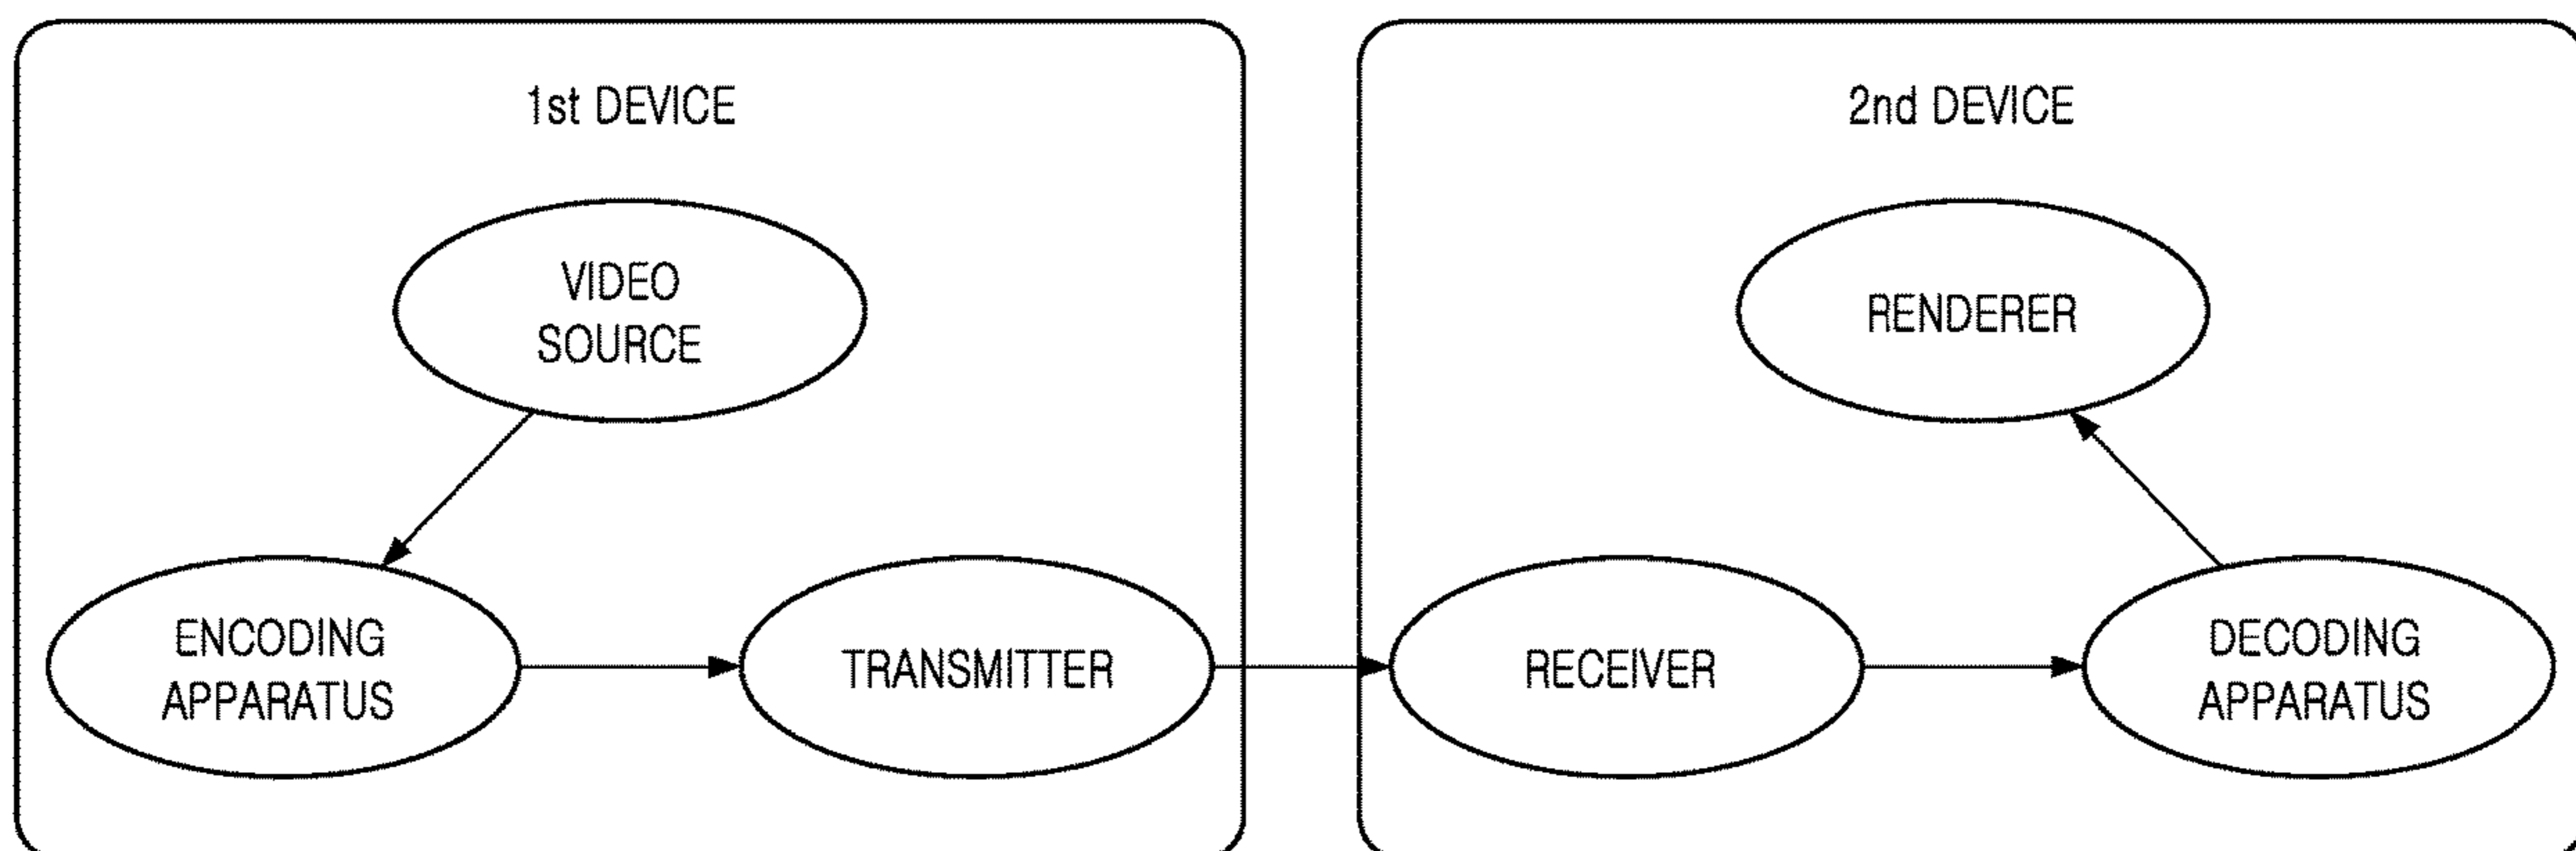 1st DEVICE
VIDEO
SOURCE
ENCODING
APPARATUS
TRANSMITTER
2nd DEVICE
RENDERER
RECEIVER
DECODING
APPARATUS